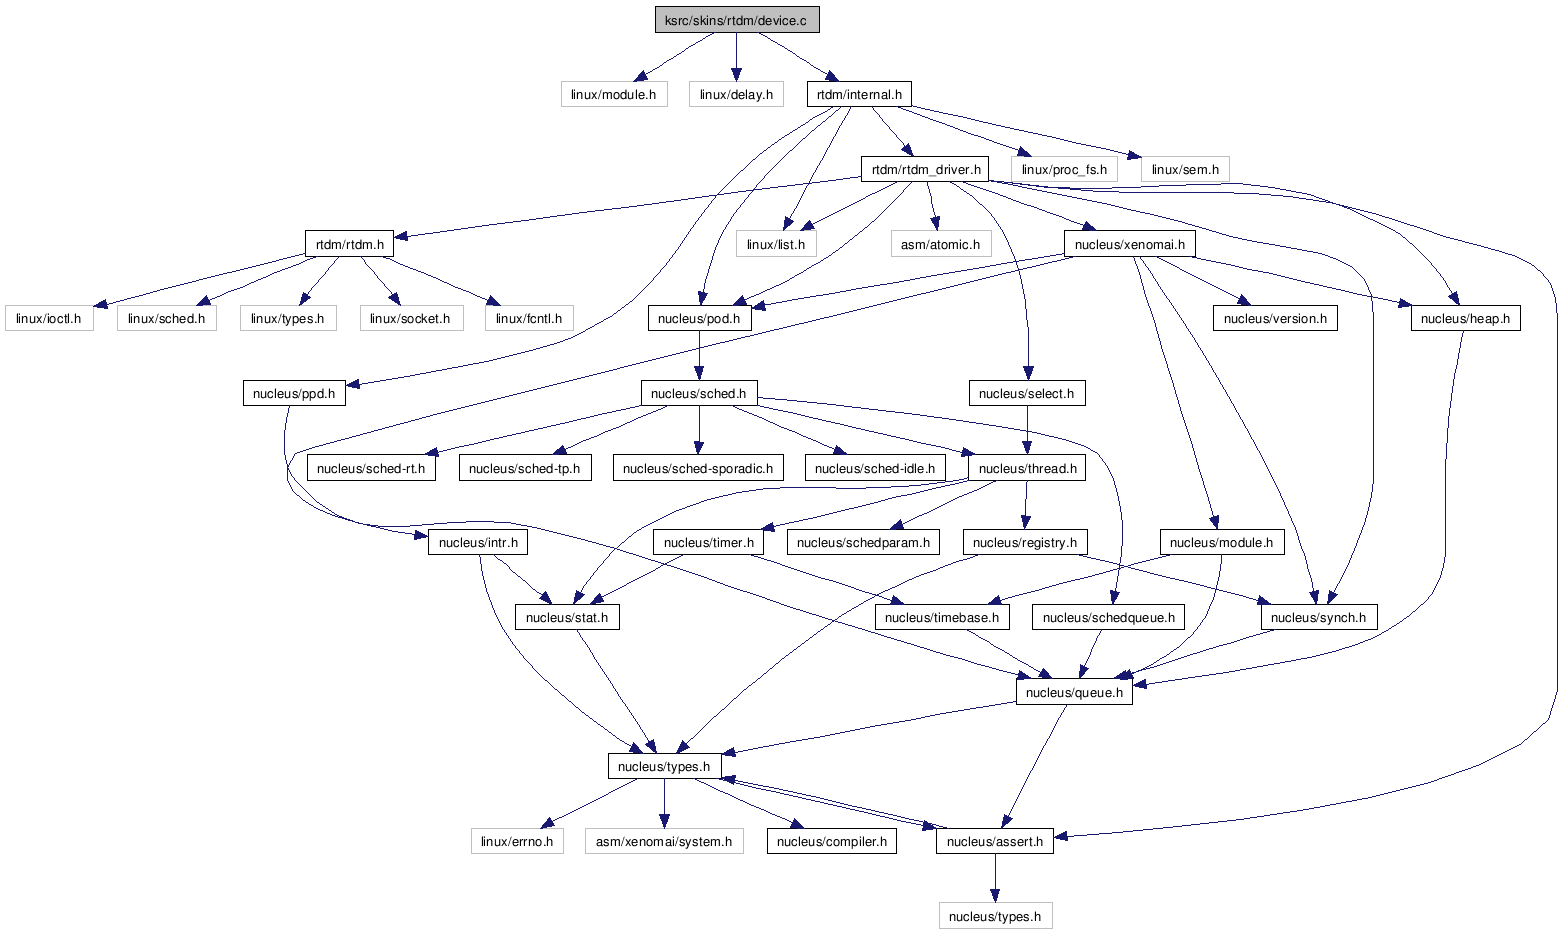 ksrc/skins/rtdm/device.c
linux/module.h
linux/delay.h
rtdm/internal.h
rtdm/rtdm_driver.h
linux/proc_fs.h
linux/sem.h
rtdm/rtdm.h
linux/list.h
asm/atomic.h
nucleus/xenomai.h
linux/ioctl.h
linux/sched.h
linux/types.h
linux/socket.h
linux/fcntl.h
nucleus/pod.h
nucleus/version.h
nucleus/heap.h
nucleus/ppd.h
nucleus/sched.h
nucleus/select.h
nucleus/sched-rt.h
nucleus/sched-tp.h
nucleus/sched-sporadic.h
nucleus/sched-idle.h
nucleus/thread.h
nucleus/intr.h
nucleus/timer.h
nucleus/schedparam.h
nucleus/registry.h
nucleus/module.h
nucleus/stat.h
nucleus/timebase.h
nucleus/schedqueue.h
nucleus/synch.h
nucleus/queue.h
nucleus/types.h
linux/errno.h
asm/xenomai/system.h
nucleus/compiler.h
nucleus/assert.h
nucleus/types.h